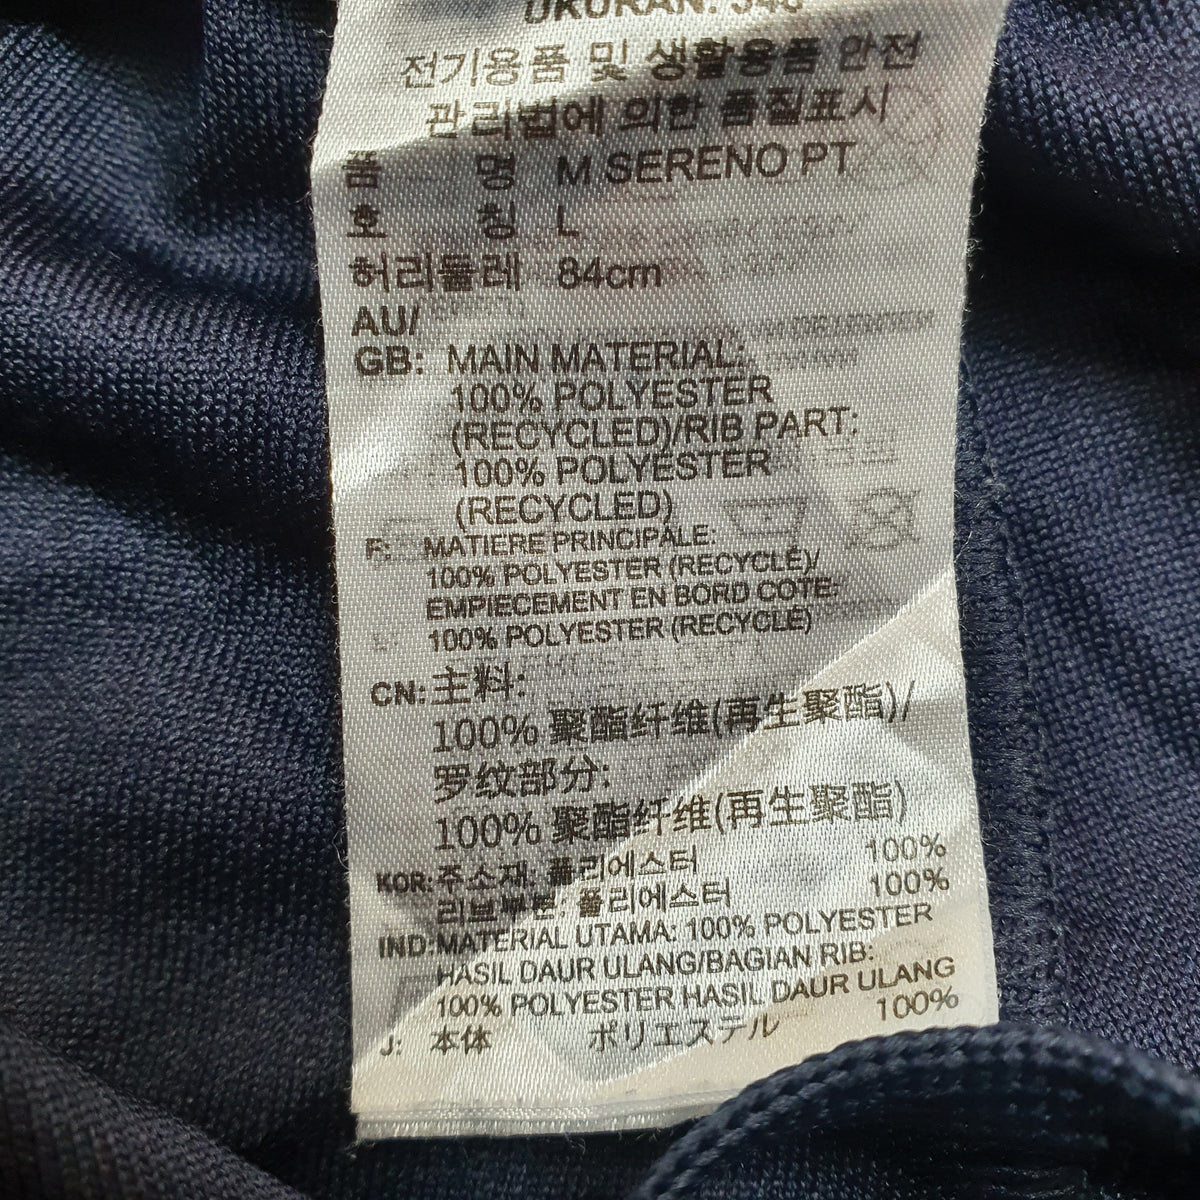 UKURAN:
전기용품 및 생활용품 안전
관리법에 의한 품질표시
품 명 M SERENO PT
호 칭 L
허리둘레 84cm
AU/
GB: MAIN MATERIAL:
100% POLYESTER
(RECYCLED)/RIB PART:
100% POLYESTER
(RECYCLED)
F: MATIERE PRINCIPALE:
100% POLYESTER (RECYCLÉ)/
EMPIECEMENT EN BORD COTE:
100% POLYESTER (RECYCLÉ)
CN: 主料:
100% 聚酯纤维(再生聚酯)/
罗纹部分:
100% 聚酯纤维(再生聚酯)
KOR: 주소재: 폴리에스터 100%
리브부분: 폴리에스터 100%
IND: MATERIAL UTAMA: 100% POLYESTER
HASIL DAUR ULANG/BAGIAN RIB:
100% POLYESTER HASIL DAUR ULANG
J: 本体 ポリエステル 100%